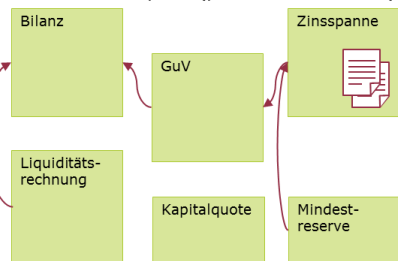 Bilanz
GuV
Zinsspanne
Liquiditäts-
rechnung
Kapitalquote
Mindest-
reserve